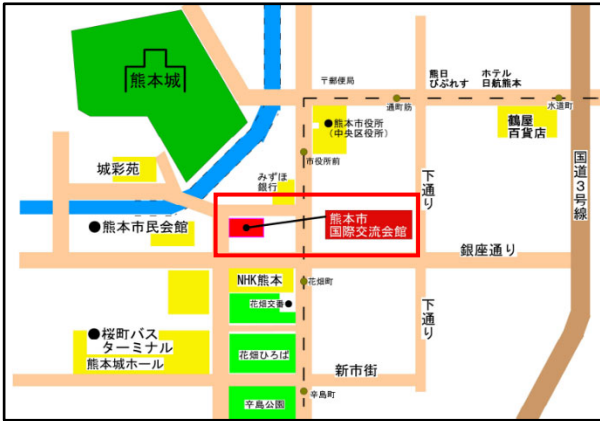 熊本城
〒郵便局
熊日
びぷれす
ホテル
日航熊本
通町筋
水道町
●熊本市役所
(中央区役所)
鶴屋
百貨店
市役所前
城彩苑
みずほ
銀行
下通り
国道3号線
●熊本市民会館
熊本市
国際交流会館
銀座通り
NHK熊本
花畑町
花畑交番●
下通り
●桜町バス
ターミナル
熊本城ホール
花畑ひろば
新市街
辛島公園
辛島町